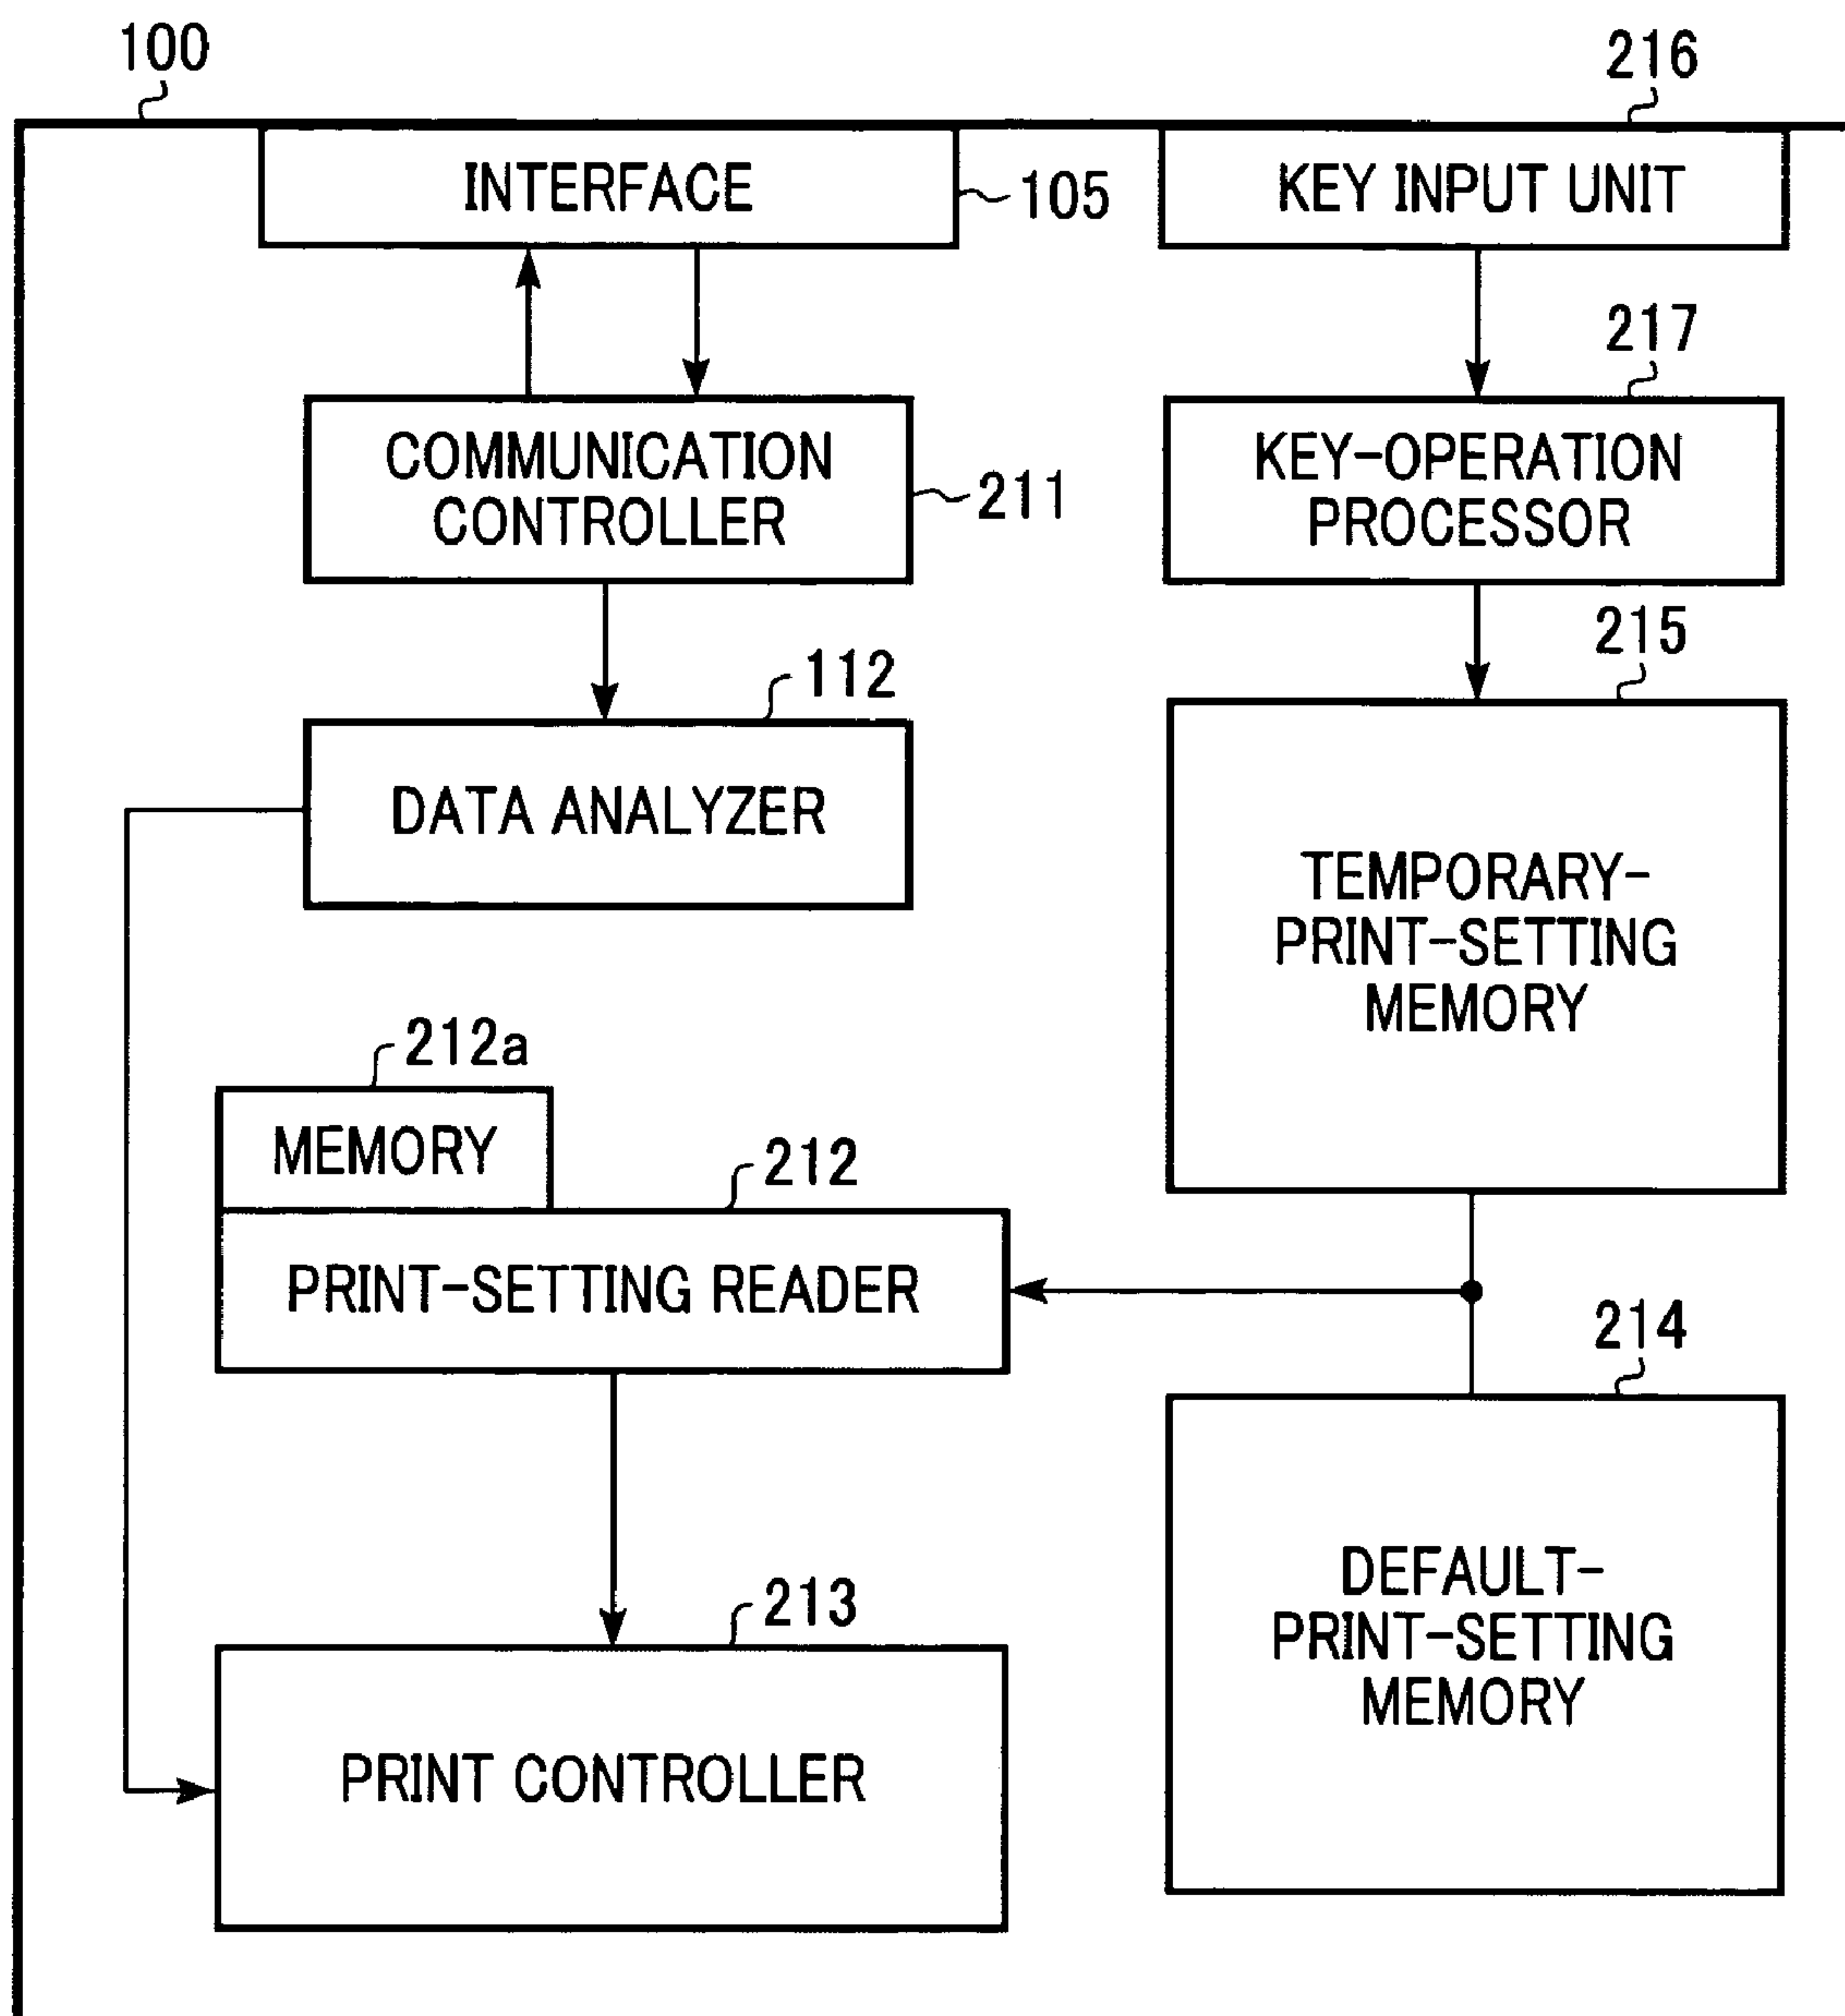 100
216
INTERFACE
105
KEY INPUT UNIT
217
COMMUNICATION
CONTROLLER
211
KEY-OPERATION
PROCESSOR
215
112
DATA ANALYZER
TEMPORARY-
PRINT-SETTING
MEMORY
212a
MEMORY
212
PRINT-SETTING READER
214
DEFAULT-
PRINT-SETTING
MEMORY
213
PRINT CONTROLLER